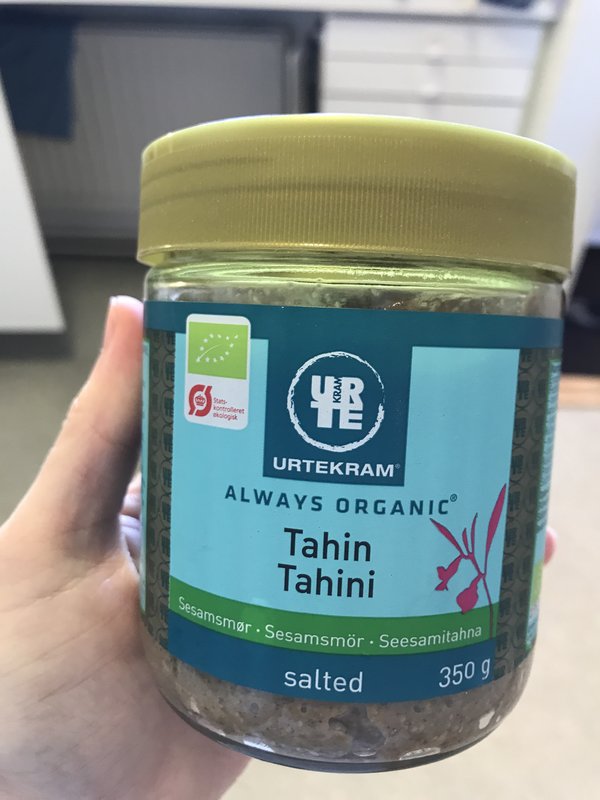 Stats-
kontrolleret
økologisk
URTE
KRAM
URTEKRAM®
ALWAYS ORGANIC®
Tahin
Tahini
Sesamsmør · Sesamsmör · Seesamitahna
salted
350 g